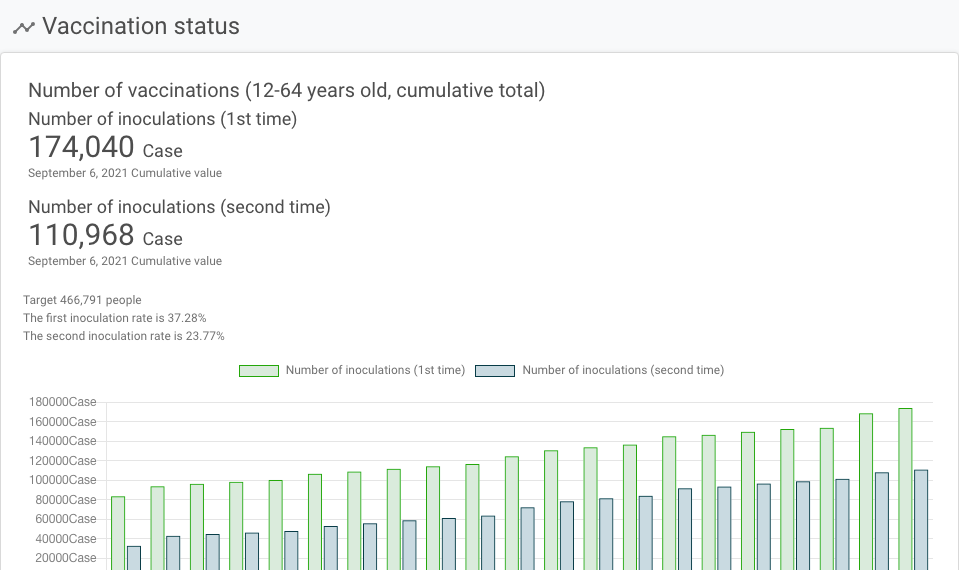 Vaccination status
Number of vaccinations (12-64 years old, cumulative total)
Number of inoculations (1st time)
174,040 Case
September 6, 2021 Cumulative value
Number of inoculations (second time)
110,968 Case
September 6, 2021 Cumulative value
Target 466,791 people
The first inoculation rate is 37.28%
The second inoculation rate is 23.77%
Number of inoculations (1st time) Number of inoculations (second time)
180000Case
160000Case
140000Case
120000Case
100000Case
80000Case
60000Case
40000Case
20000Case